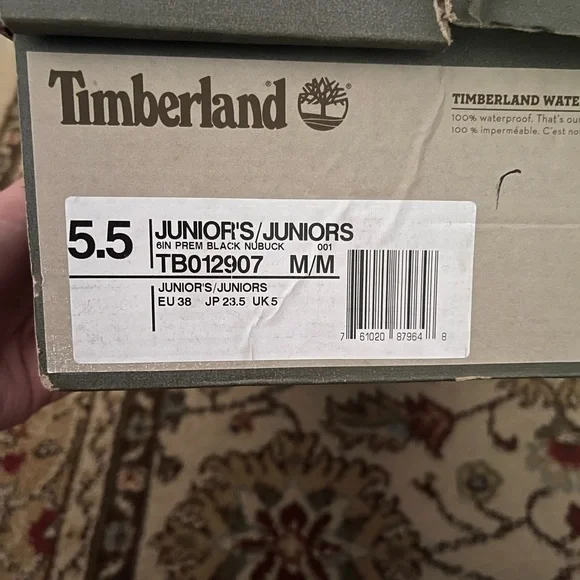 Timberland®
TIMBERLAND WATE
100% waterproof. That's ou
100 % imperméable. C'est no
5.5
JUNIOR'S/JUNIORS
6IN PREM BLACK NUBUCK 001
TB012907 M/M
JUNIOR'S/JUNIORS
EU 38 JP 23.5 UK 5
7 61020 87964 8